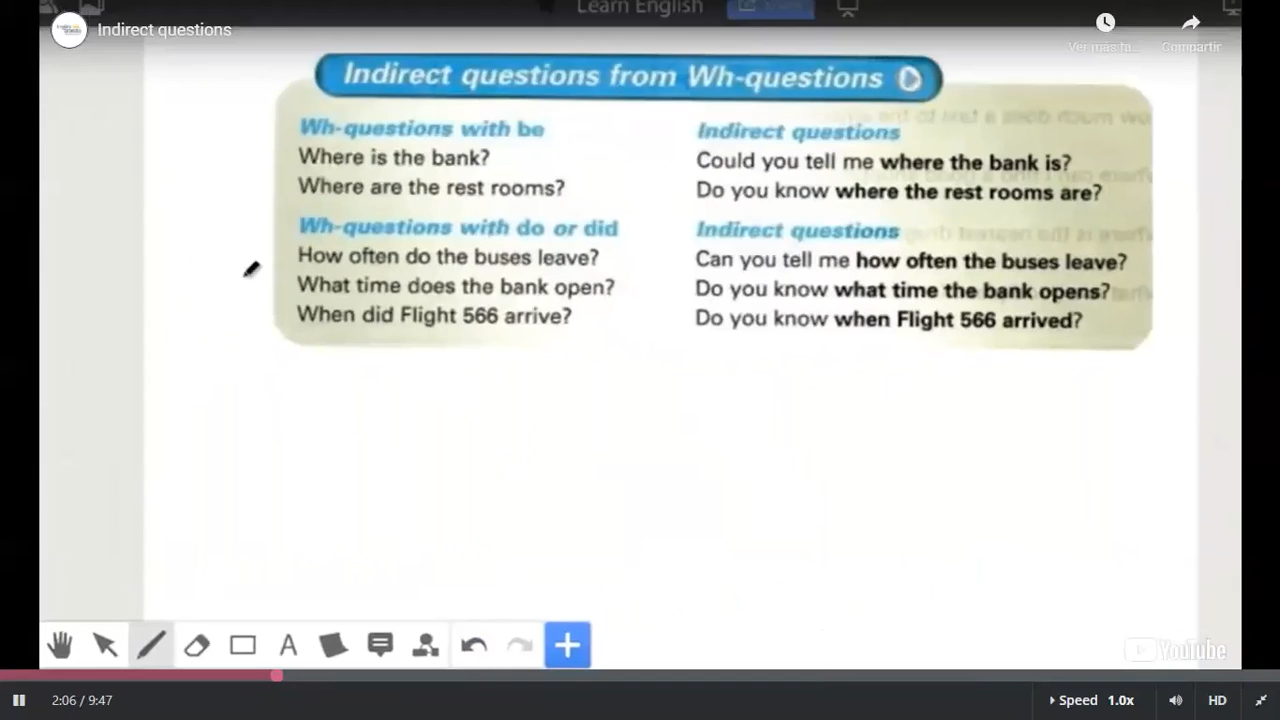 Learn English
Indirect questions
Ver más ta...
Compartir
Indirect questions from Wh-questions
Wh-questions with be
Where is the bank?
Where are the rest rooms?
Indirect questions
Could you tell me where the bank is?
Do you know where the rest rooms are?
Wh-questions with do or did
How often do the buses leave?
What time does the bank open?
When did Flight 566 arrive?
Indirect questions
Can you tell me how often the buses leave?
Do you know what time the bank opens?
Do you know when Flight 566 arrived?
A
YouTube
2:06 / 9:47
Speed 1.0x
HD